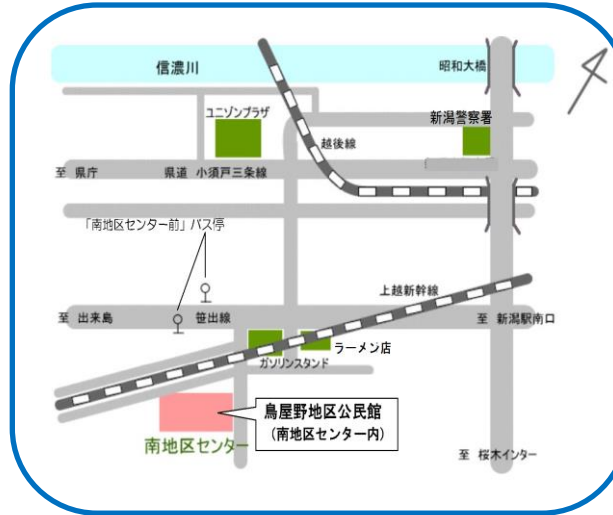 信濃川
昭和大橋
ユニゾンプラザ
新潟警察署
越後線
至 県庁
県道 小須戸三条線
「南地区センター前」バス停
上越新幹線
至 出来島
笹出線
至 新潟駅南口
ラーメン店
ガソリンスタンド
鳥屋野地区公民館
(南地区センター内)
南地区センター
至 桜木インター